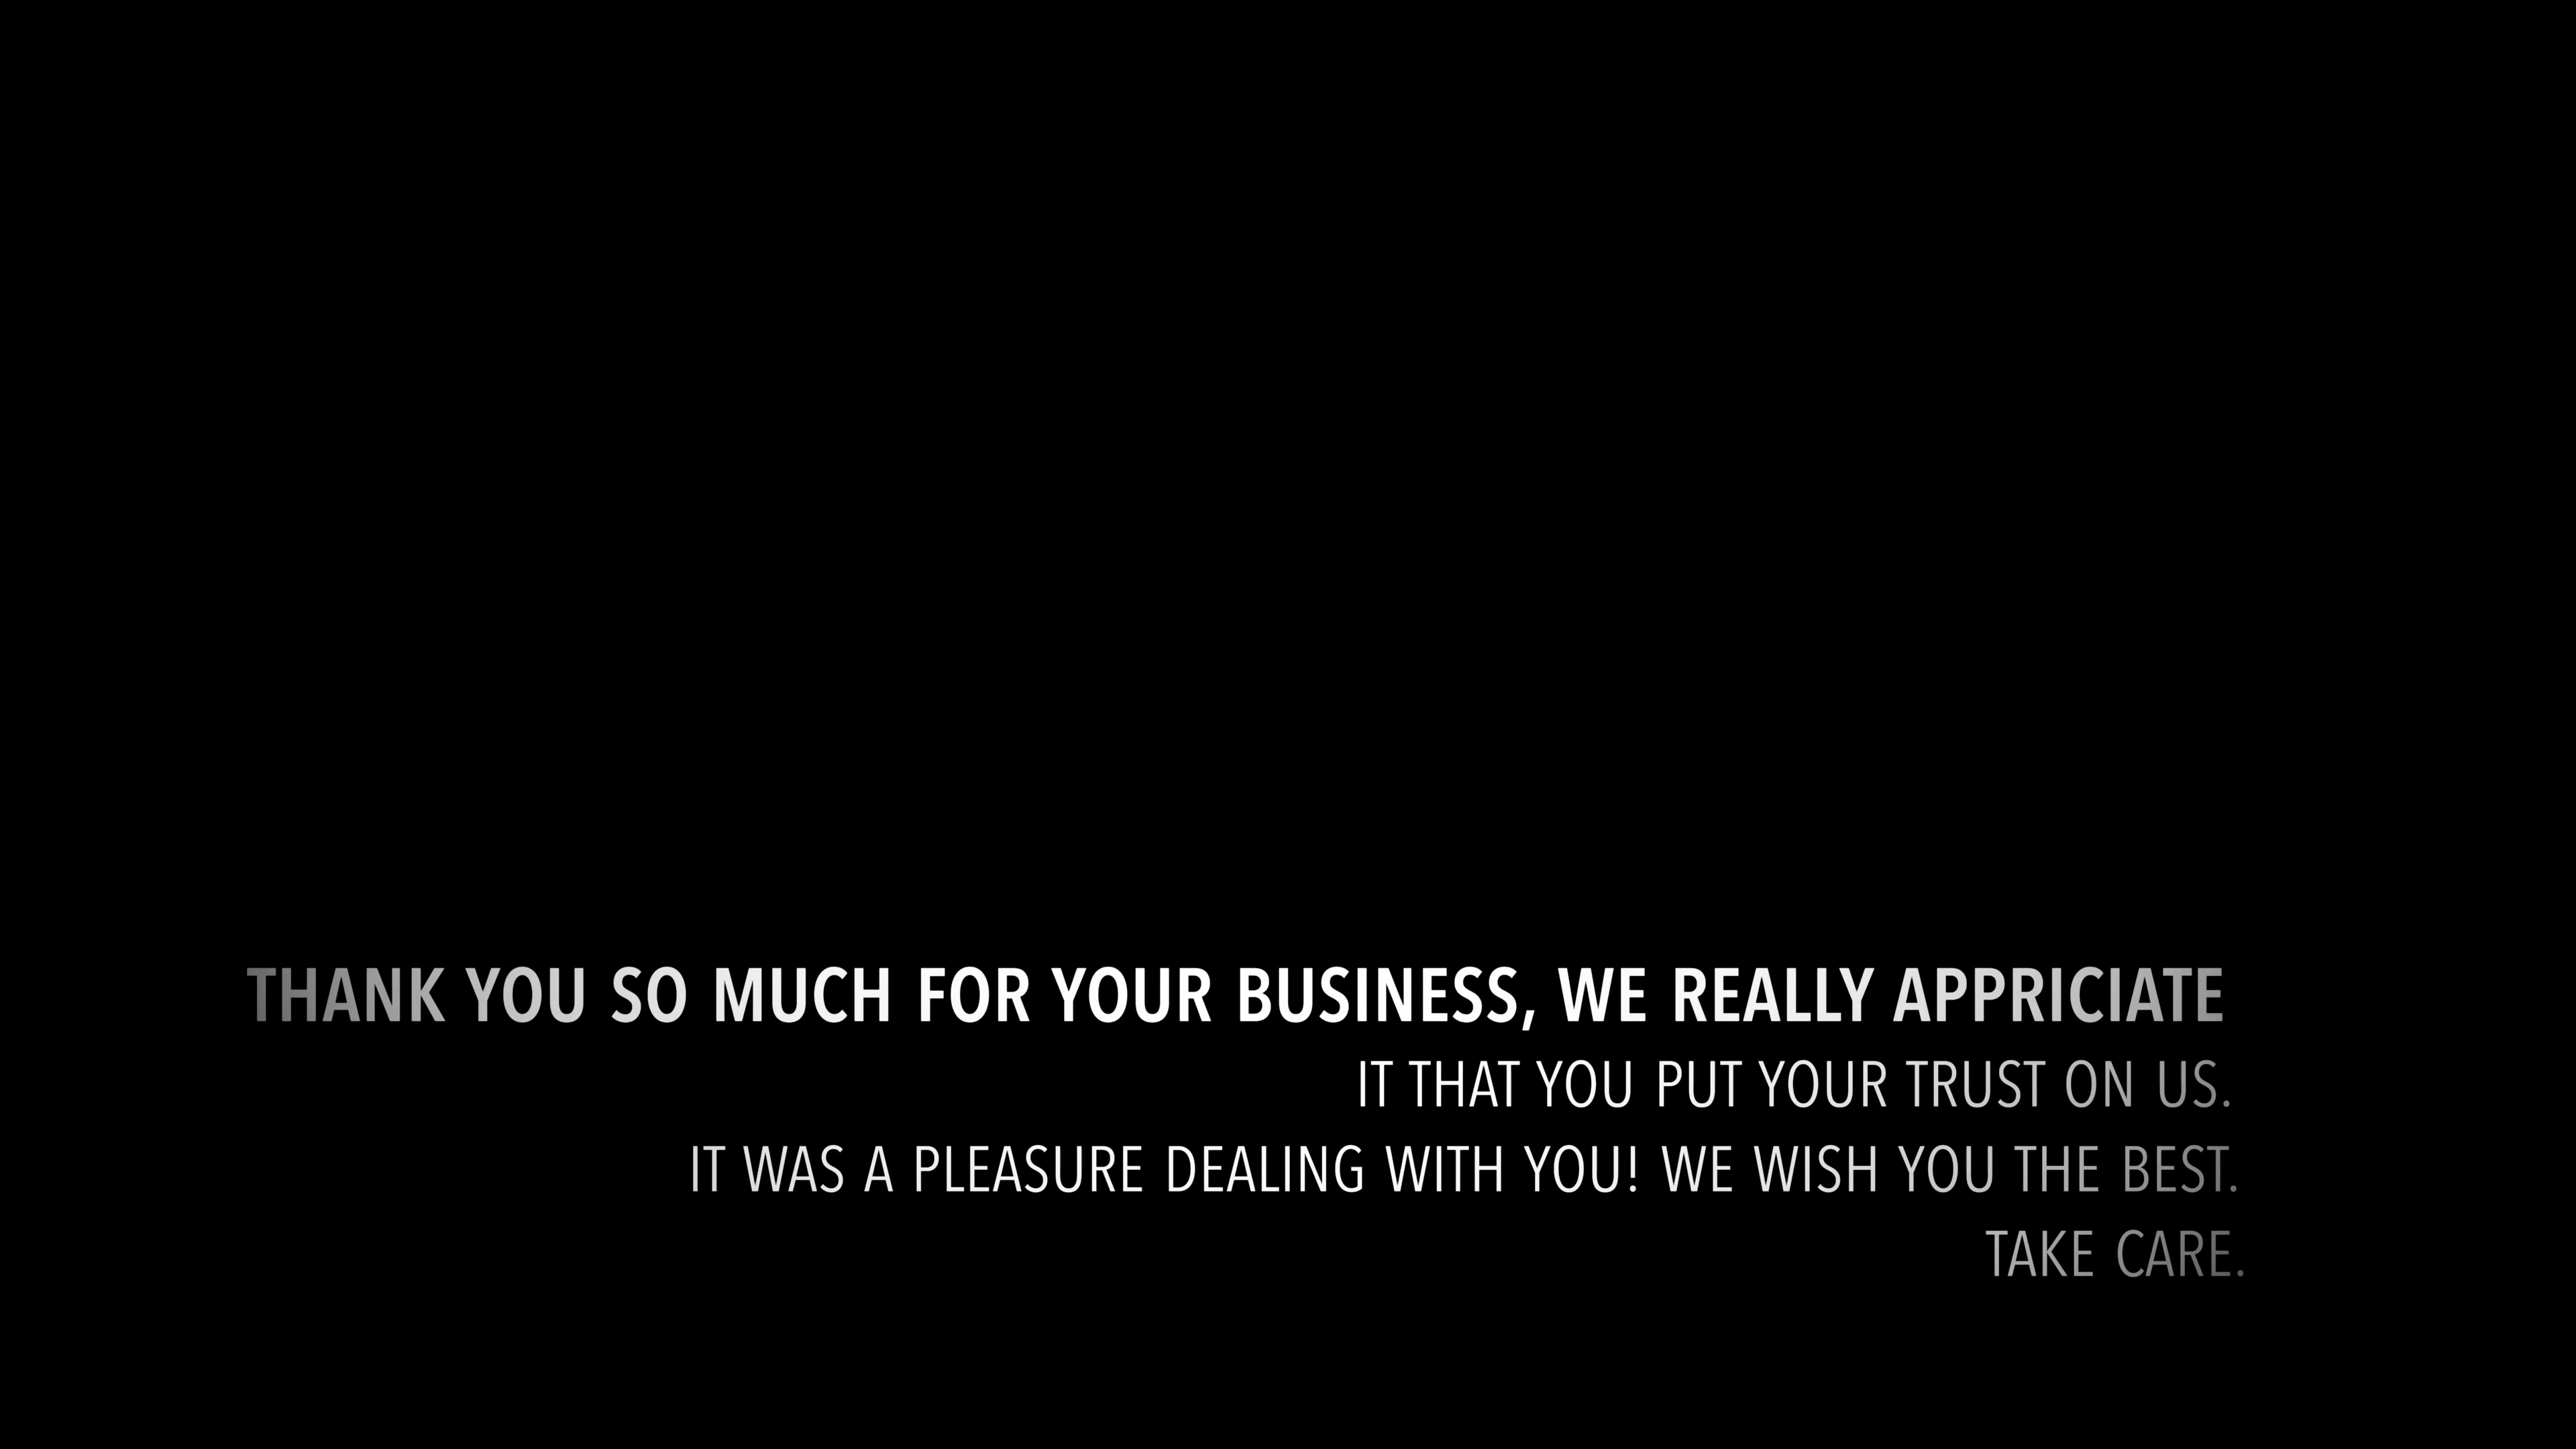 THANK YOU SO MUCH FOR YOUR BUSINESS, WE REALLY APPRICIATE
IT THAT YOU PUT YOUR TRUST ON US.
IT WAS A PLEASURE DEALING WITH YOU! WE WISH YOU THE BEST.
TAKE CARE.